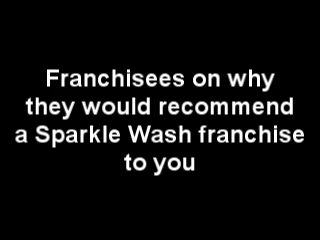 Franchisees on why
they would recommend
a Sparkle Wash franchise
to you